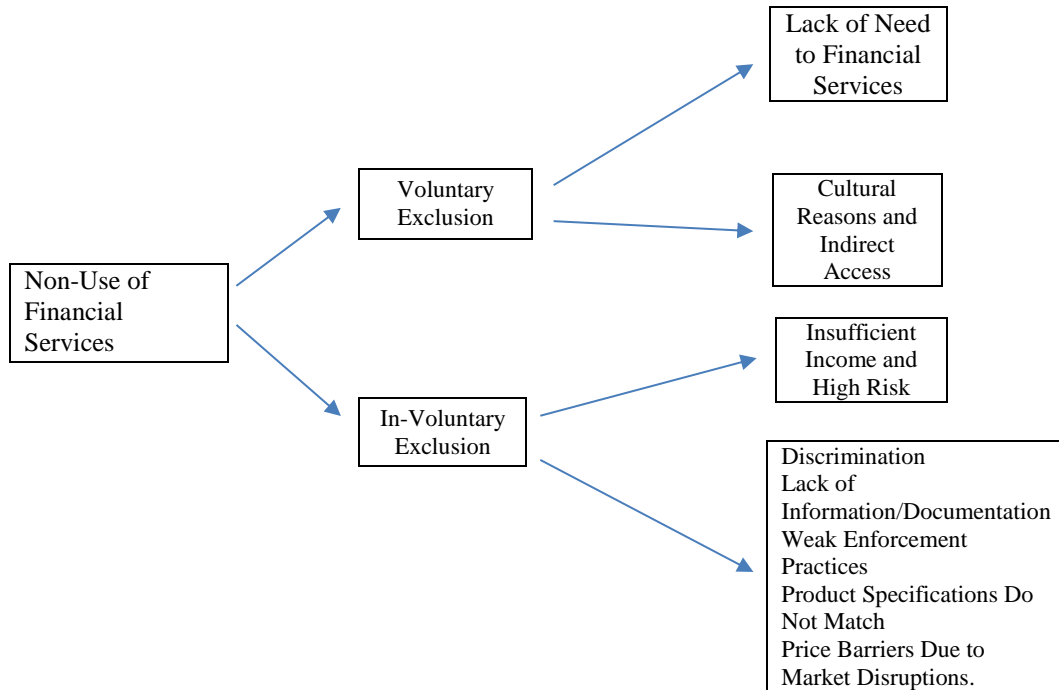 Non-Use of
Financial
Services
Voluntary
Exclusion
In-Voluntary
Exclusion
Lack of Need
to Financial
Services
Cultural
Reasons and
Indirect
Access
Insufficient
Income and
High Risk
Discrimination
Lack of
Information/Documentation
Weak Enforcement
Practices
Product Specifications Do
Not Match
Price Barriers Due to
Market Disruptions.